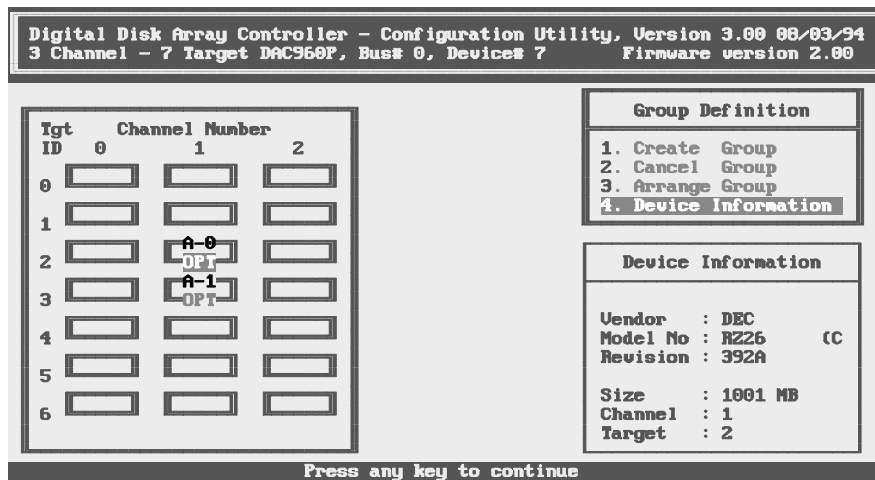 Digital Disk Array Controller – Configuration Utility, Version 3.00 08/03/94
3 Channel – 7 Target DAC960P, Bus# 0, Device# 7 Firmware version 2.00
Tgt Channel Number
ID 0 1 2
0
1
A-0
2 OPT
A-1
3 OPT
4
5
6
Group Definition
1. Create Group
2. Cancel Group
3. Arrange Group
4. Device Information
Device Information
Vendor : DEC
Model No : RZ26 (C
Revision : 392A
Size : 1001 MB
Channel : 1
Target : 2
Press any key to continue